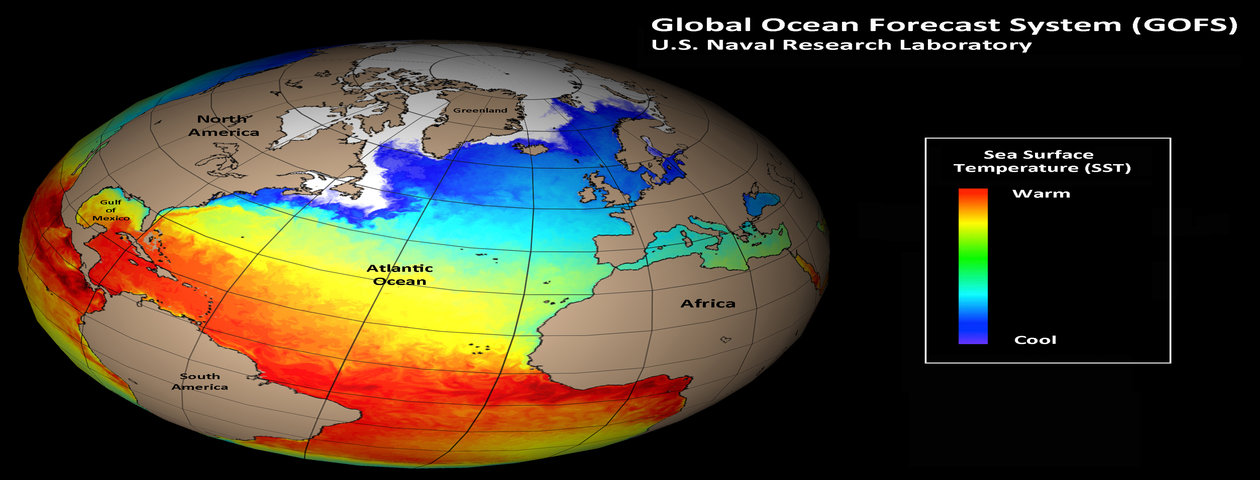 Global Ocean Forecast System (GOFS)
U.S. Naval Research Laboratory
Greenland
North
America
Gulf
of
Mexico
Atlantic
Ocean
Africa
South
America
Sea Surface
Temperature (SST)
Warm
Cool